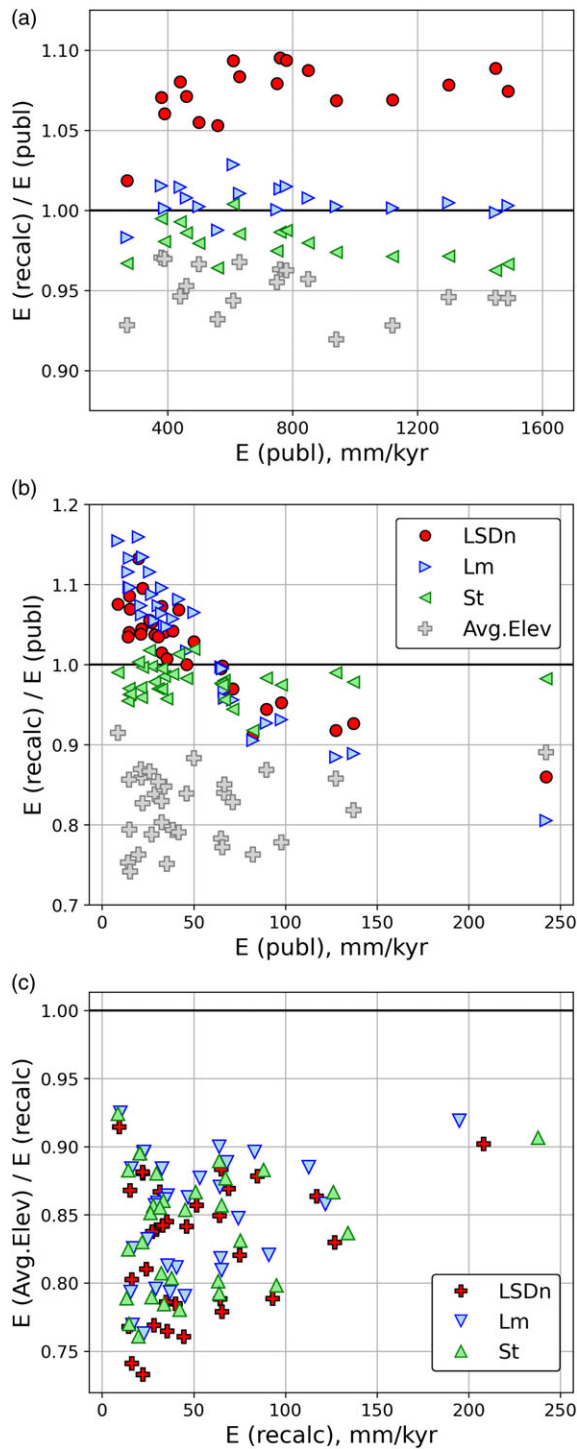 (a)
E (recalc) / E (publ)
1.10
1.05
1.00
0.95
0.90
400
800
1200
1600
E (publ), mm/kyr
(b)
E (recalc) / E (publ)
1.2
1.1
1.0
0.9
0.8
0.7
LSDn
Lm
St
Avg.Elev
0
50
100
150
200
250
E (publ), mm/kyr
(c)
E (Avg.Elev) / E (recalc)
1.00
0.95
0.90
0.85
0.80
0.75
LSDn
Lm
St
0
50
100
150
200
250
E (recalc), mm/kyr